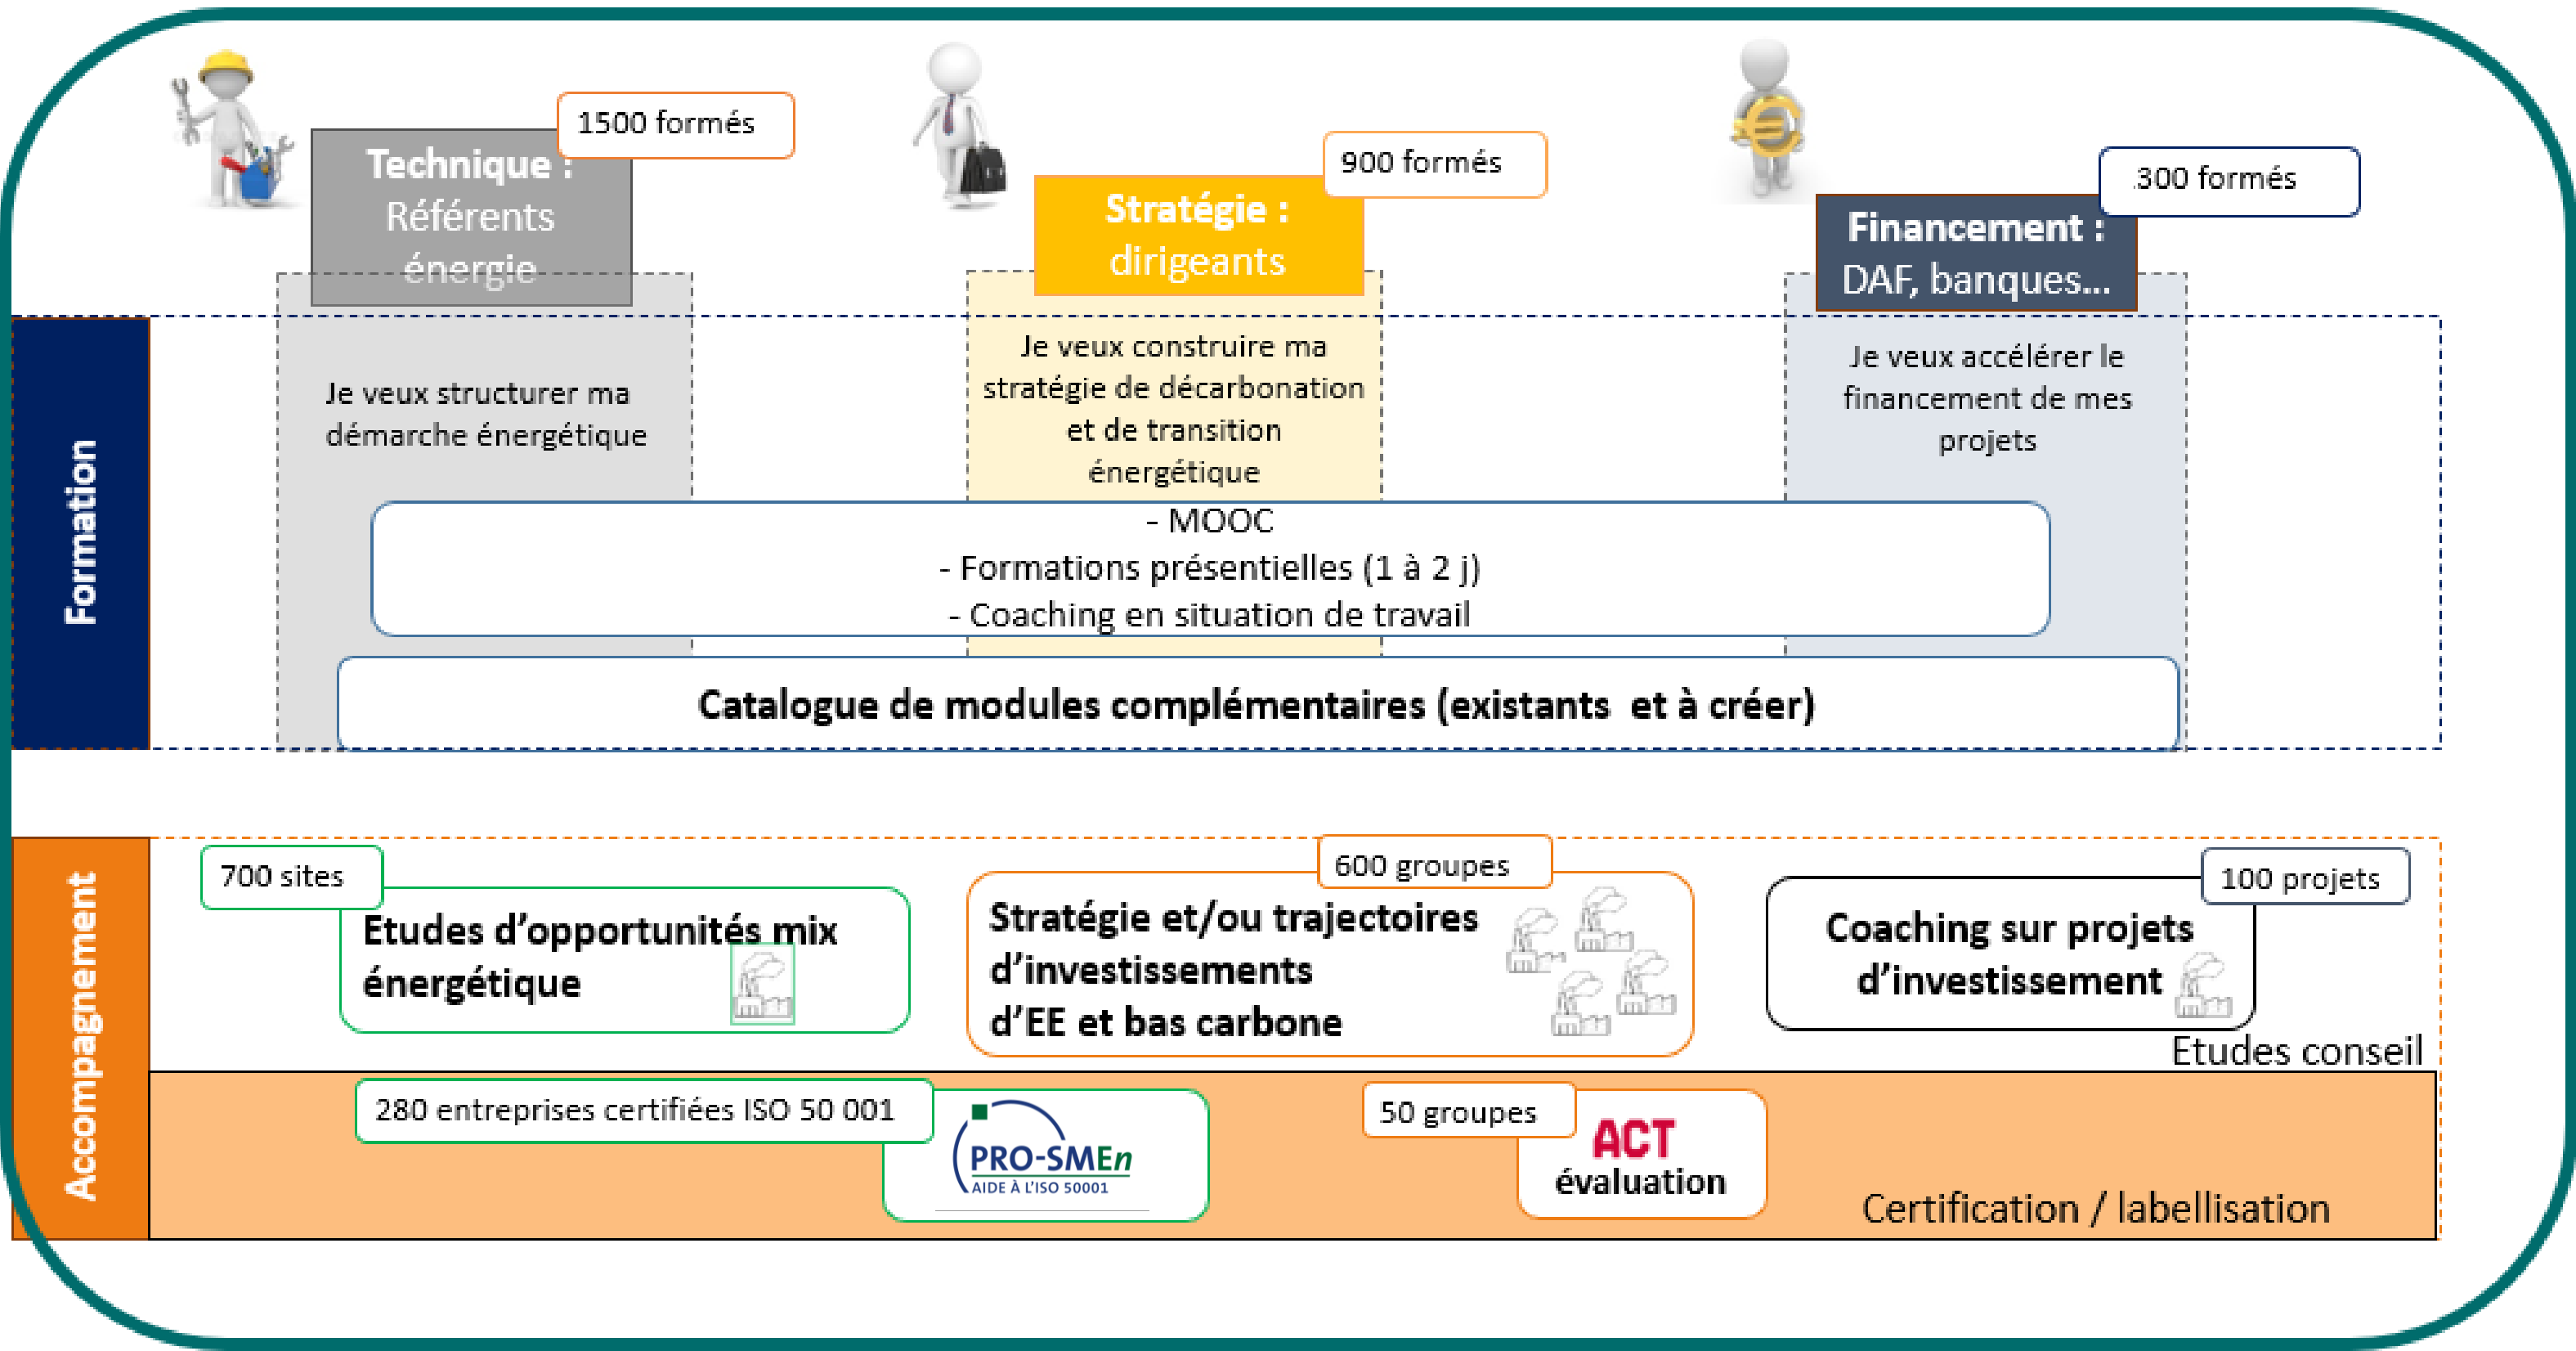 1500 formés
Technique :
Référents
énergie
900 formés
Stratégie :
dirigeants
.300 formés
Financement :
DAF, banques...
Formation
Je veux structurer ma
démarche énergétique
Je veux construire ma
stratégie de décarbonation
et de transition
énergétique
Je veux accélérer le
financement de mes
projets
- MOOC
- Formations présentielles (1 à 2 j)
- Coaching en situation de travail
Catalogue de modules complémentaires (existants et à créer)
Accompagnement
700 sites
Etudes d’opportunités mix
énergétique
600 groupes
Stratégie et/ou trajectoires
d’investissements
d’EE et bas carbone
100 projets
Coaching sur projets
d’investissement
Etudes conseil
280 entreprises certifiées ISO 50 001
PRO-SMEn
AIDE À L’ISO 50001
50 groupes
ACT
évaluation
Certification / labellisation